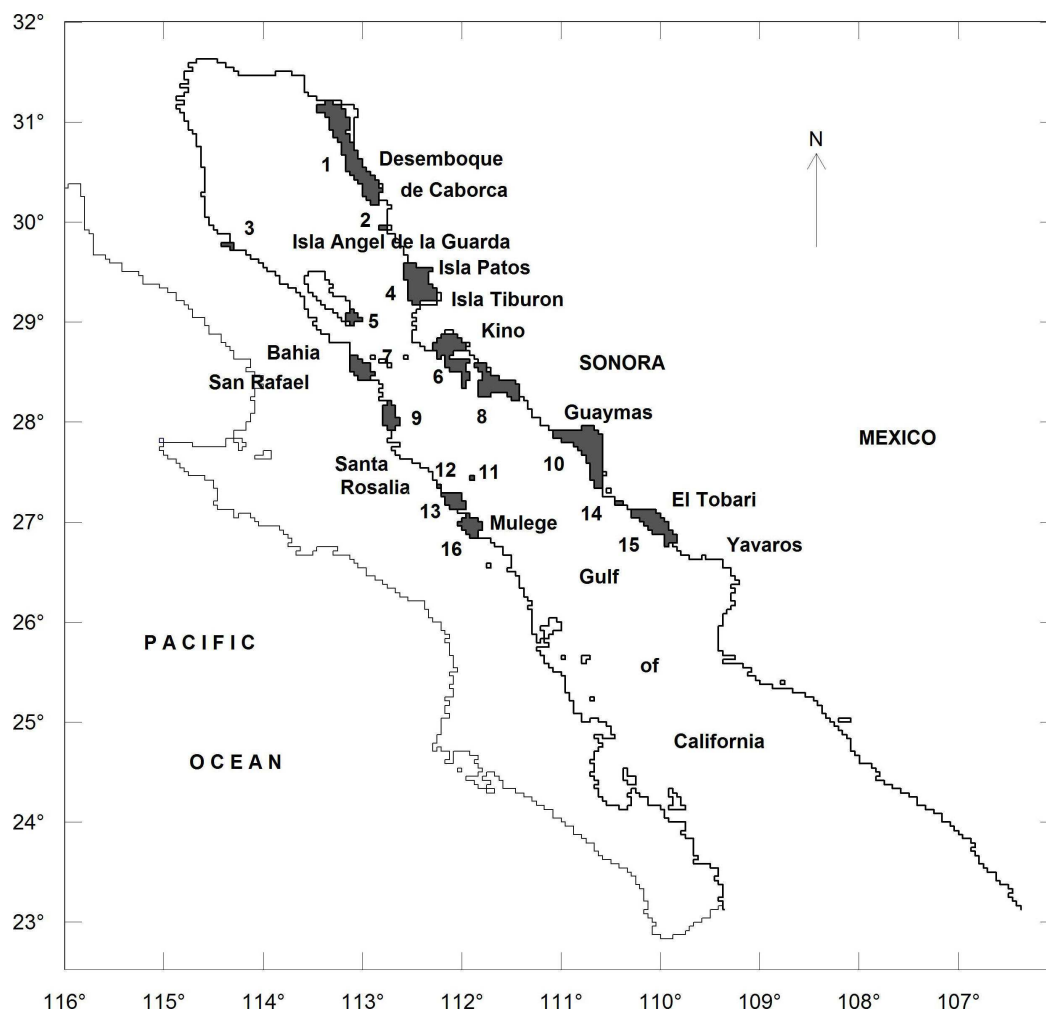 32°
31°
N
1
Desemboque
de Caborca
30°
2
3
Isla Angel de la Guarda
Isla Patos
4
Isla Tiburon
29°
5
Kino
Bahia
7
San Rafael
6
SONORA
28°
9
8
Guaymas
MEXICO
Santa
Rosalia
12
11
10
27°
13
14
El Tobari
Mulege
16
15
Yavaros
26°
Gulf
PACIFIC
of
25°
OCEAN
California
24°
23°
116°
115°
114°
113°
112°
111°
110°
109°
108°
107°